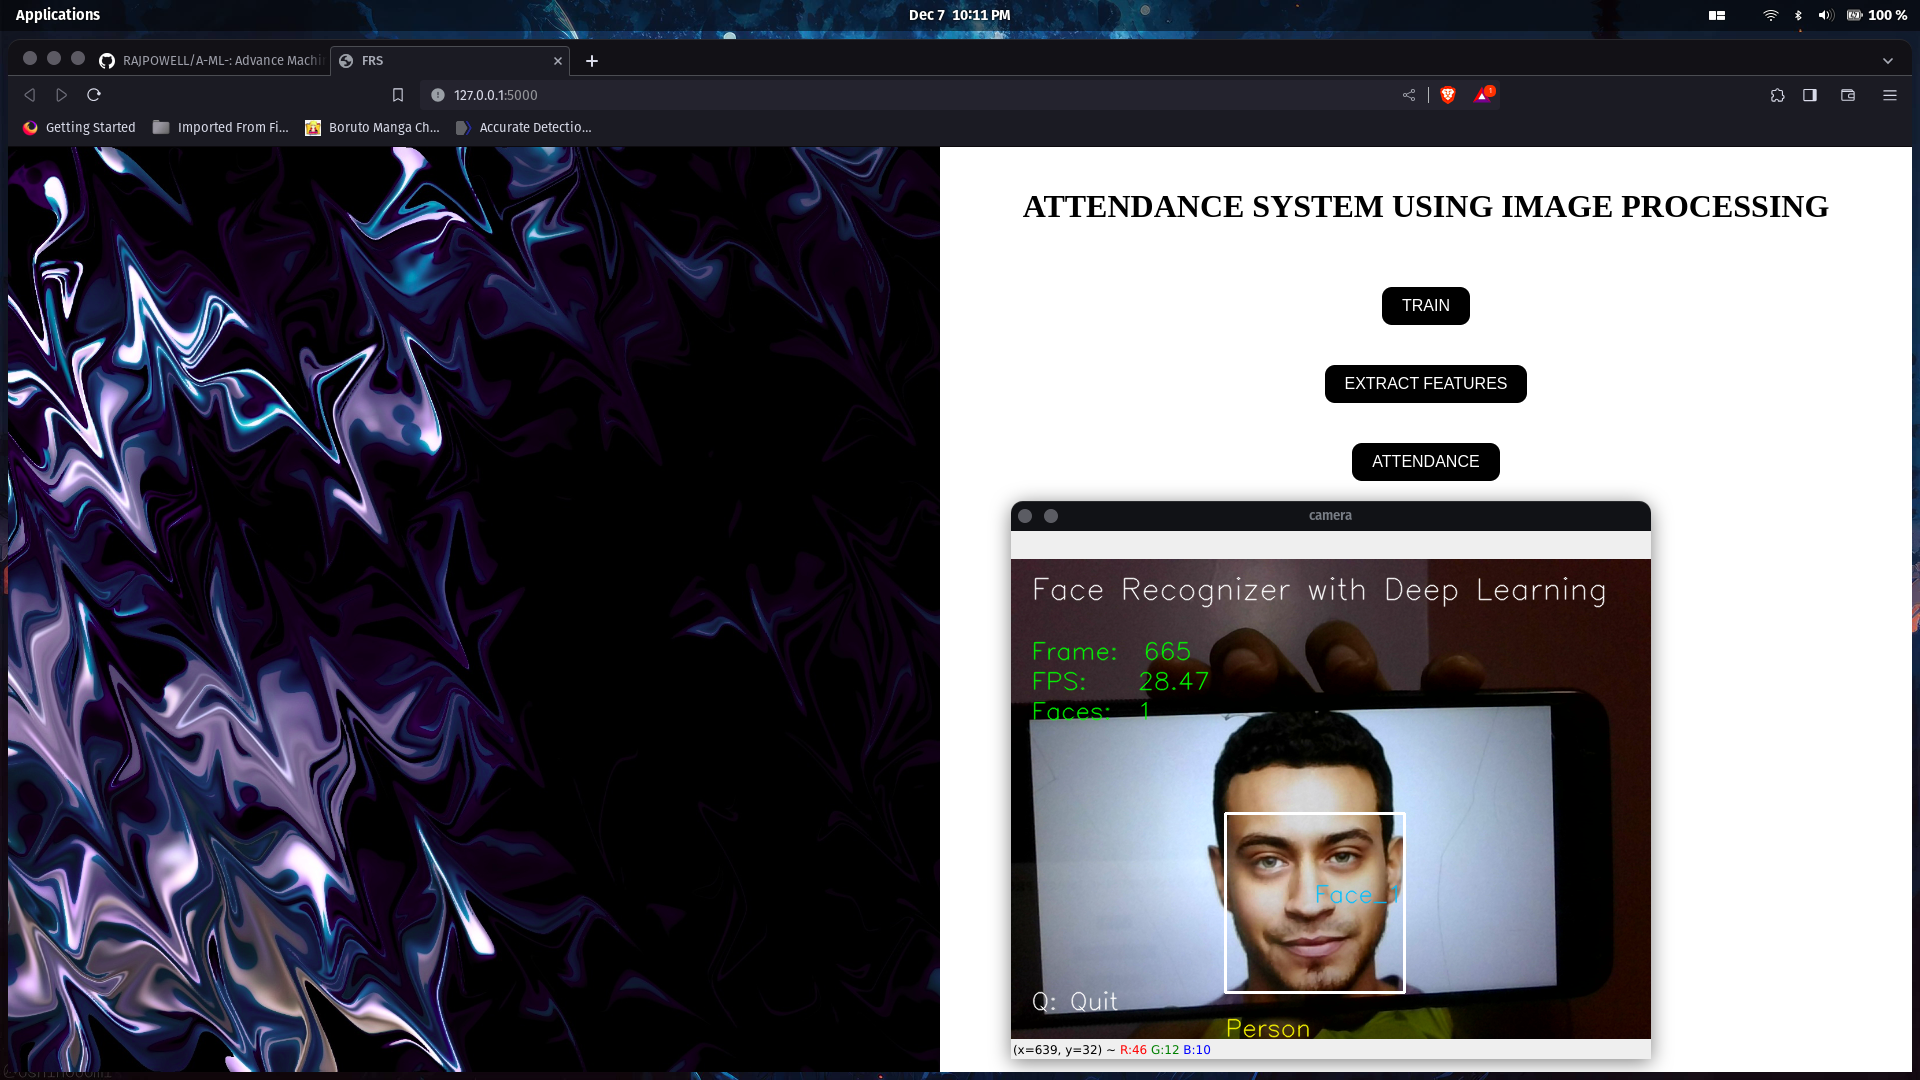 Applications
Dec 7 10:11 PM
100 %
RAJPOWELL/A-ML-: Advance Machi
FRS
127.0.0.1:5000
1
Getting Started
Imported From Fi...
Boruto Manga Ch...
Accurate Detectio...
ATTENDANCE SYSTEM USING IMAGE PROCESSING
TRAIN
EXTRACT FEATURES
ATTENDANCE
camera
Face Recognizer with Deep Learning
Frame: 665
FPS: 28.47
Faces: 1
Face_1
Q: Quit
Person
(x=639, y=32) ~ R:46 G:12 B:10